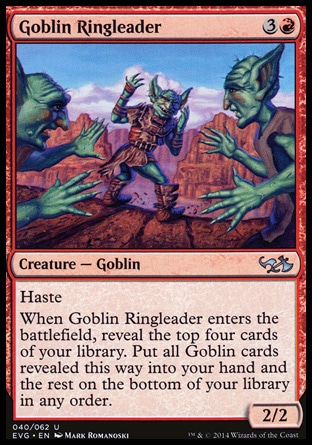 Goblin Ringleader 3
Creature — Goblin
Haste
When Goblin Ringleader enters the
battlefield, reveal the top four cards
of your library. Put all Goblin cards
revealed this way into your hand and
the rest on the bottom of your library
in any order.
2/2
040/062 U
EVG • EN Mark Romanoski
™ & © 2014 Wizards of the Coast